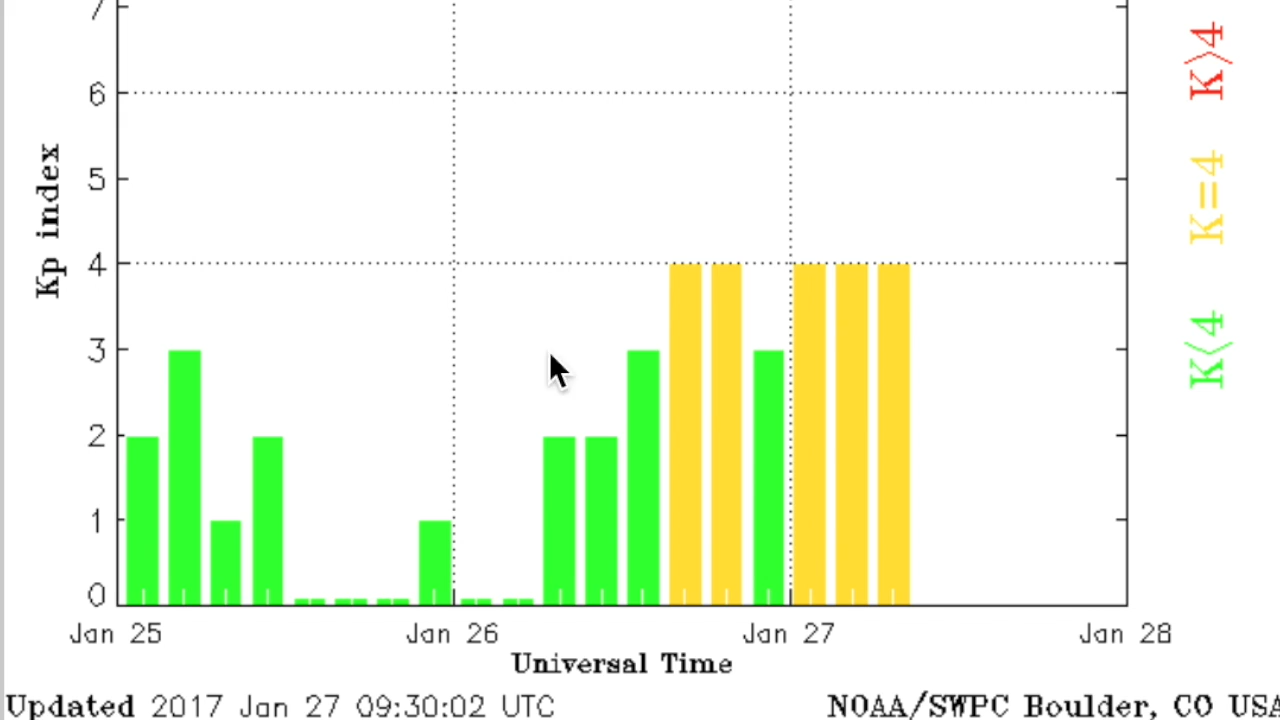 7
6
5
4
3
2
1
0
Kp index
Jan 25 Jan 26 Jan 27 Jan 28
Universal Time
Updated 2017 Jan 27 09:30:02 UTC
NOAA/SWPC Boulder, CO USA
K>4
K=4
K<4